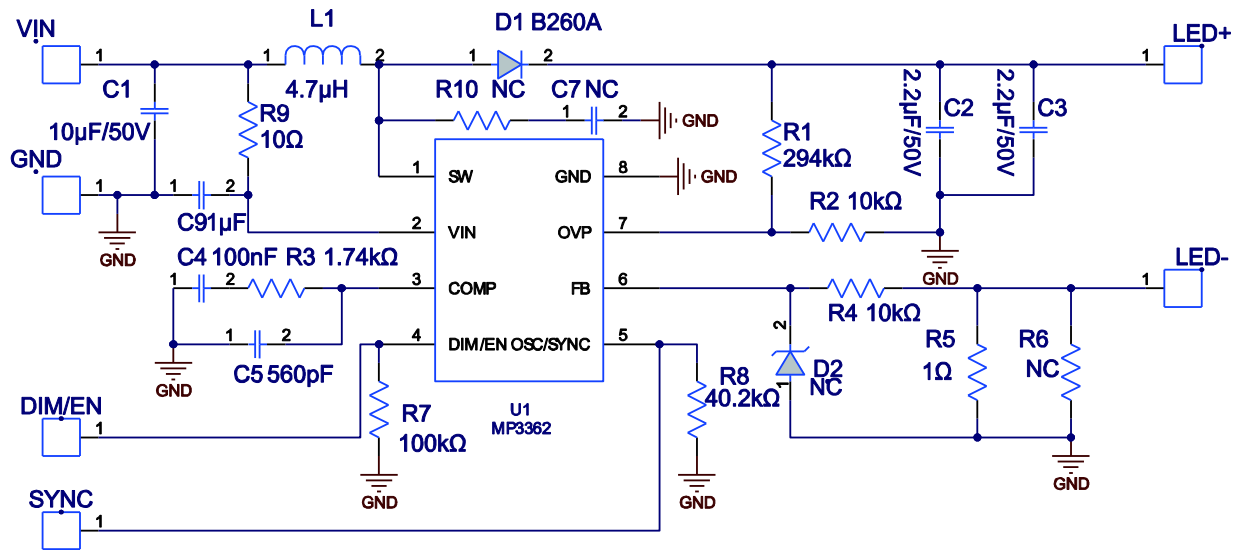 VIN
L1
D1 B260A
LED+
1
1
2
1
2
1
C1
4.7µH
R10 NC
C7 NC
2.2µF/50V
C2
2.2µF/50V
C3
10µF/50V
R9
10Ω
1
2
GND
R1
294kΩ
GND
1
1
2
1
SW
GND
8
GND
C9 1µF
R2 10kΩ
2
VIN
OVP
7
GND
GND
C4 100nF
R3 1.74kΩ
LED-
1
2
3
COMP
FB
6
1
R4 10kΩ
1
2
4
DIM/EN
OSC/SYNC
5
2
R5
1Ω
R6
NC
C5 560pF
GND
D2
NC
1
R8
40.2kΩ
DIM/EN
1
R7
100kΩ
U1
MP3362
GND
GND
GND
SYNC
1